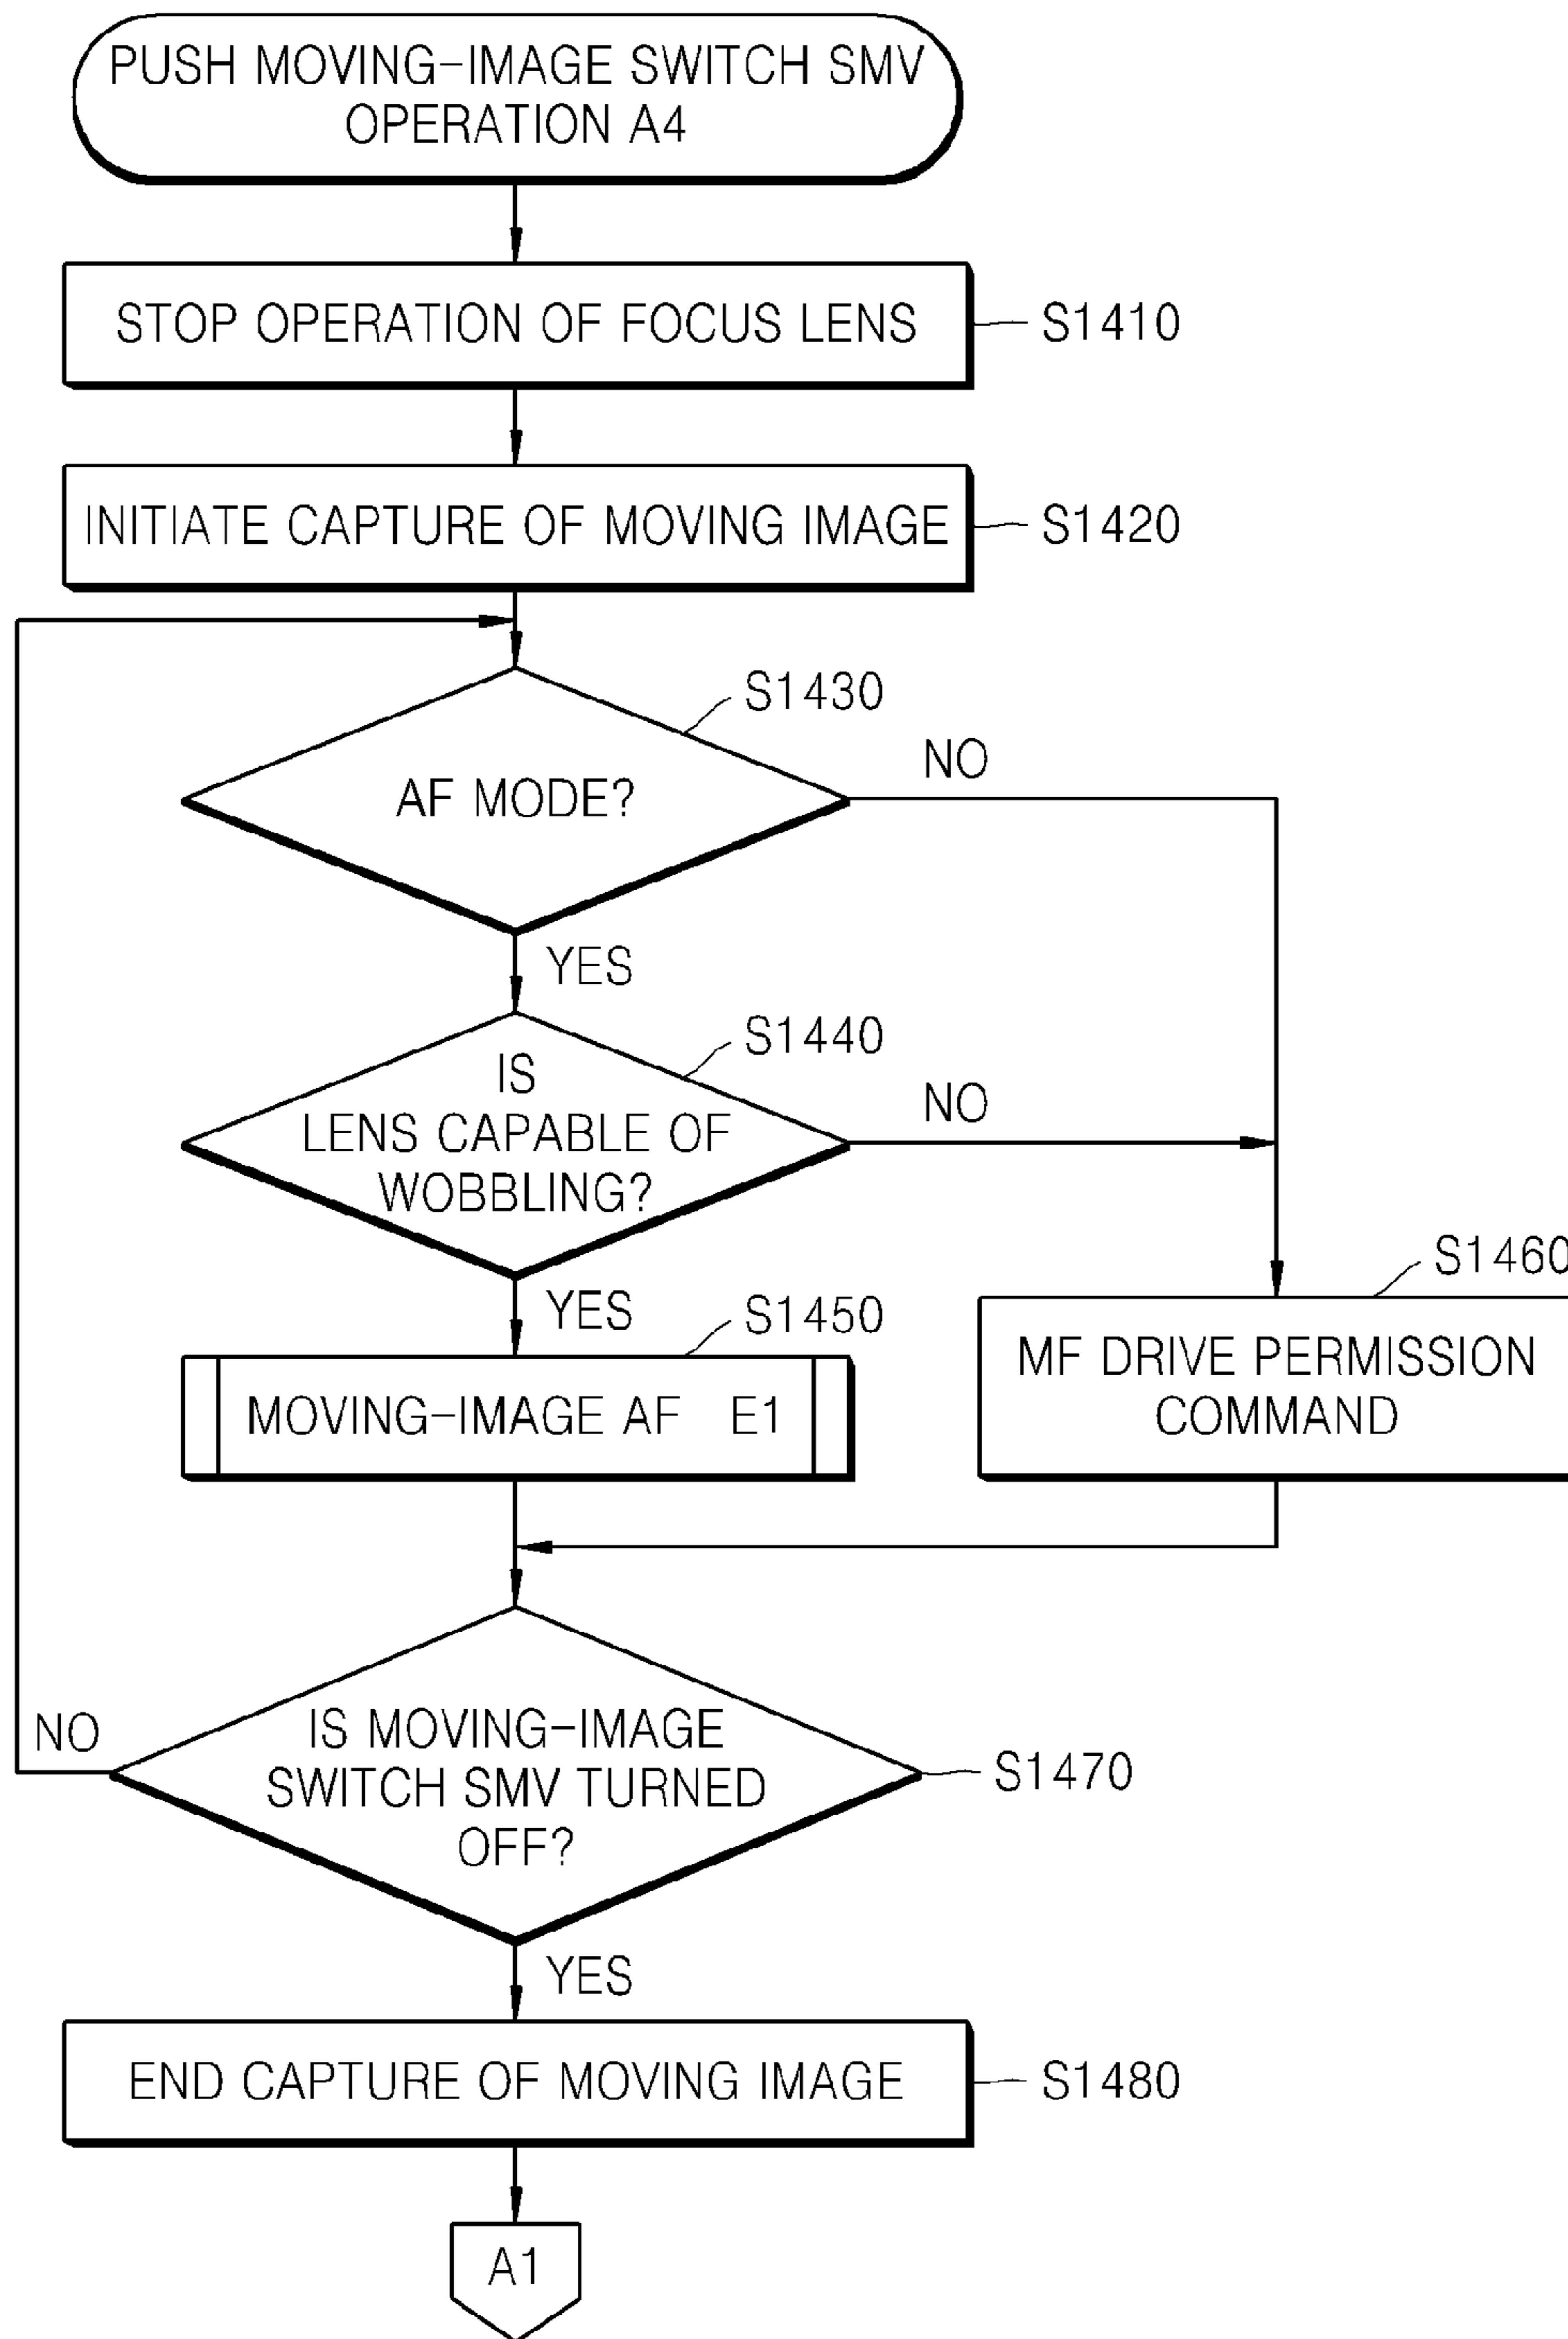 PUSH MOVING-IMAGE SWITCH SMV
OPERATION A4
STOP OPERATION OF FOCUS LENS
S1410
INITIATE CAPTURE OF MOVING IMAGE
S1420
S1430
AF MODE?
NO
YES
S1440
IS
LENS CAPABLE OF
WOBBLING?
NO
YES
S1450
MOVING-IMAGE AF E1
S1460
MF DRIVE PERMISSION
COMMAND
IS MOVING-IMAGE
SWITCH SMV TURNED
OFF?
NO
S1470
YES
END CAPTURE OF MOVING IMAGE
S1480
A1